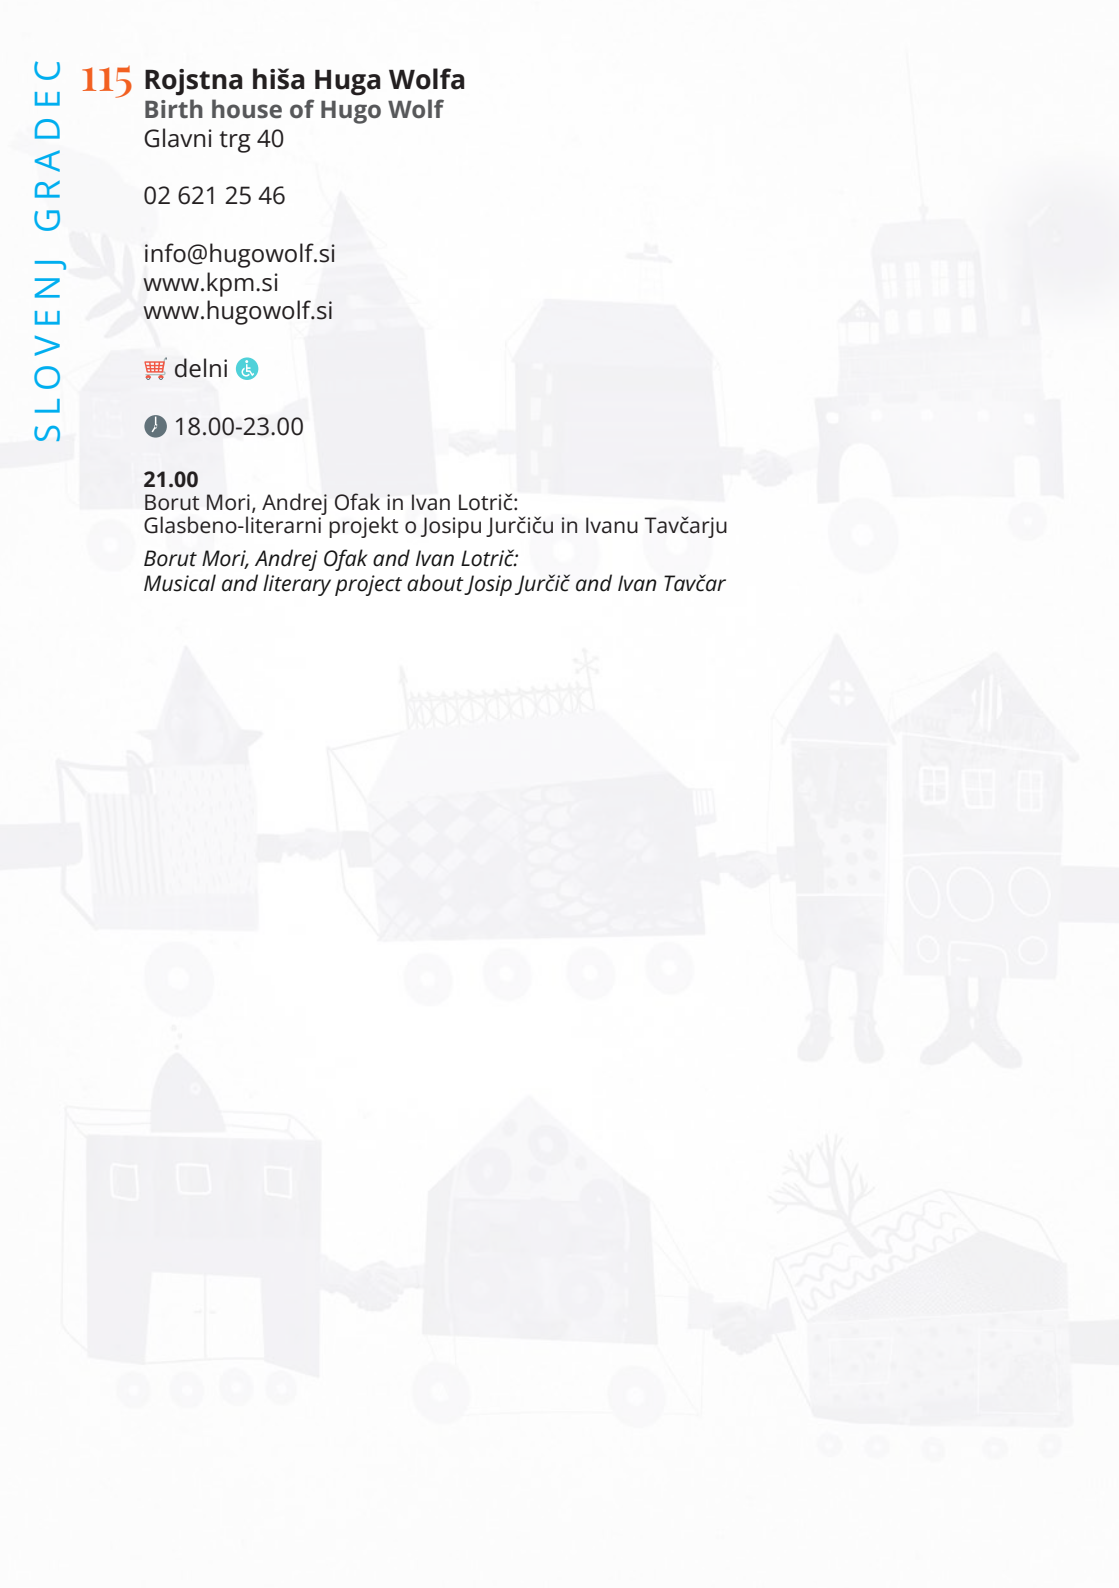 SLOVENJ GRADEC
115 Rojstna hiša Huga Wolfa
Birth house of Hugo Wolf
Glavni trg 40
02 621 25 46
info@hugowolf.si
www.kpm.si
www.hugowolf.si
delni
18.00-23.00
21.00
Borut Mori, Andrej Ofak in Ivan Lotrič:
Glasbeno-literarni projekt o Josipu Jurčiču in Ivanu Tavčarju
Borut Mori, Andrej Ofak and Ivan Lotrič:
Musical and literary project about Josip Jurčič and Ivan Tavčar